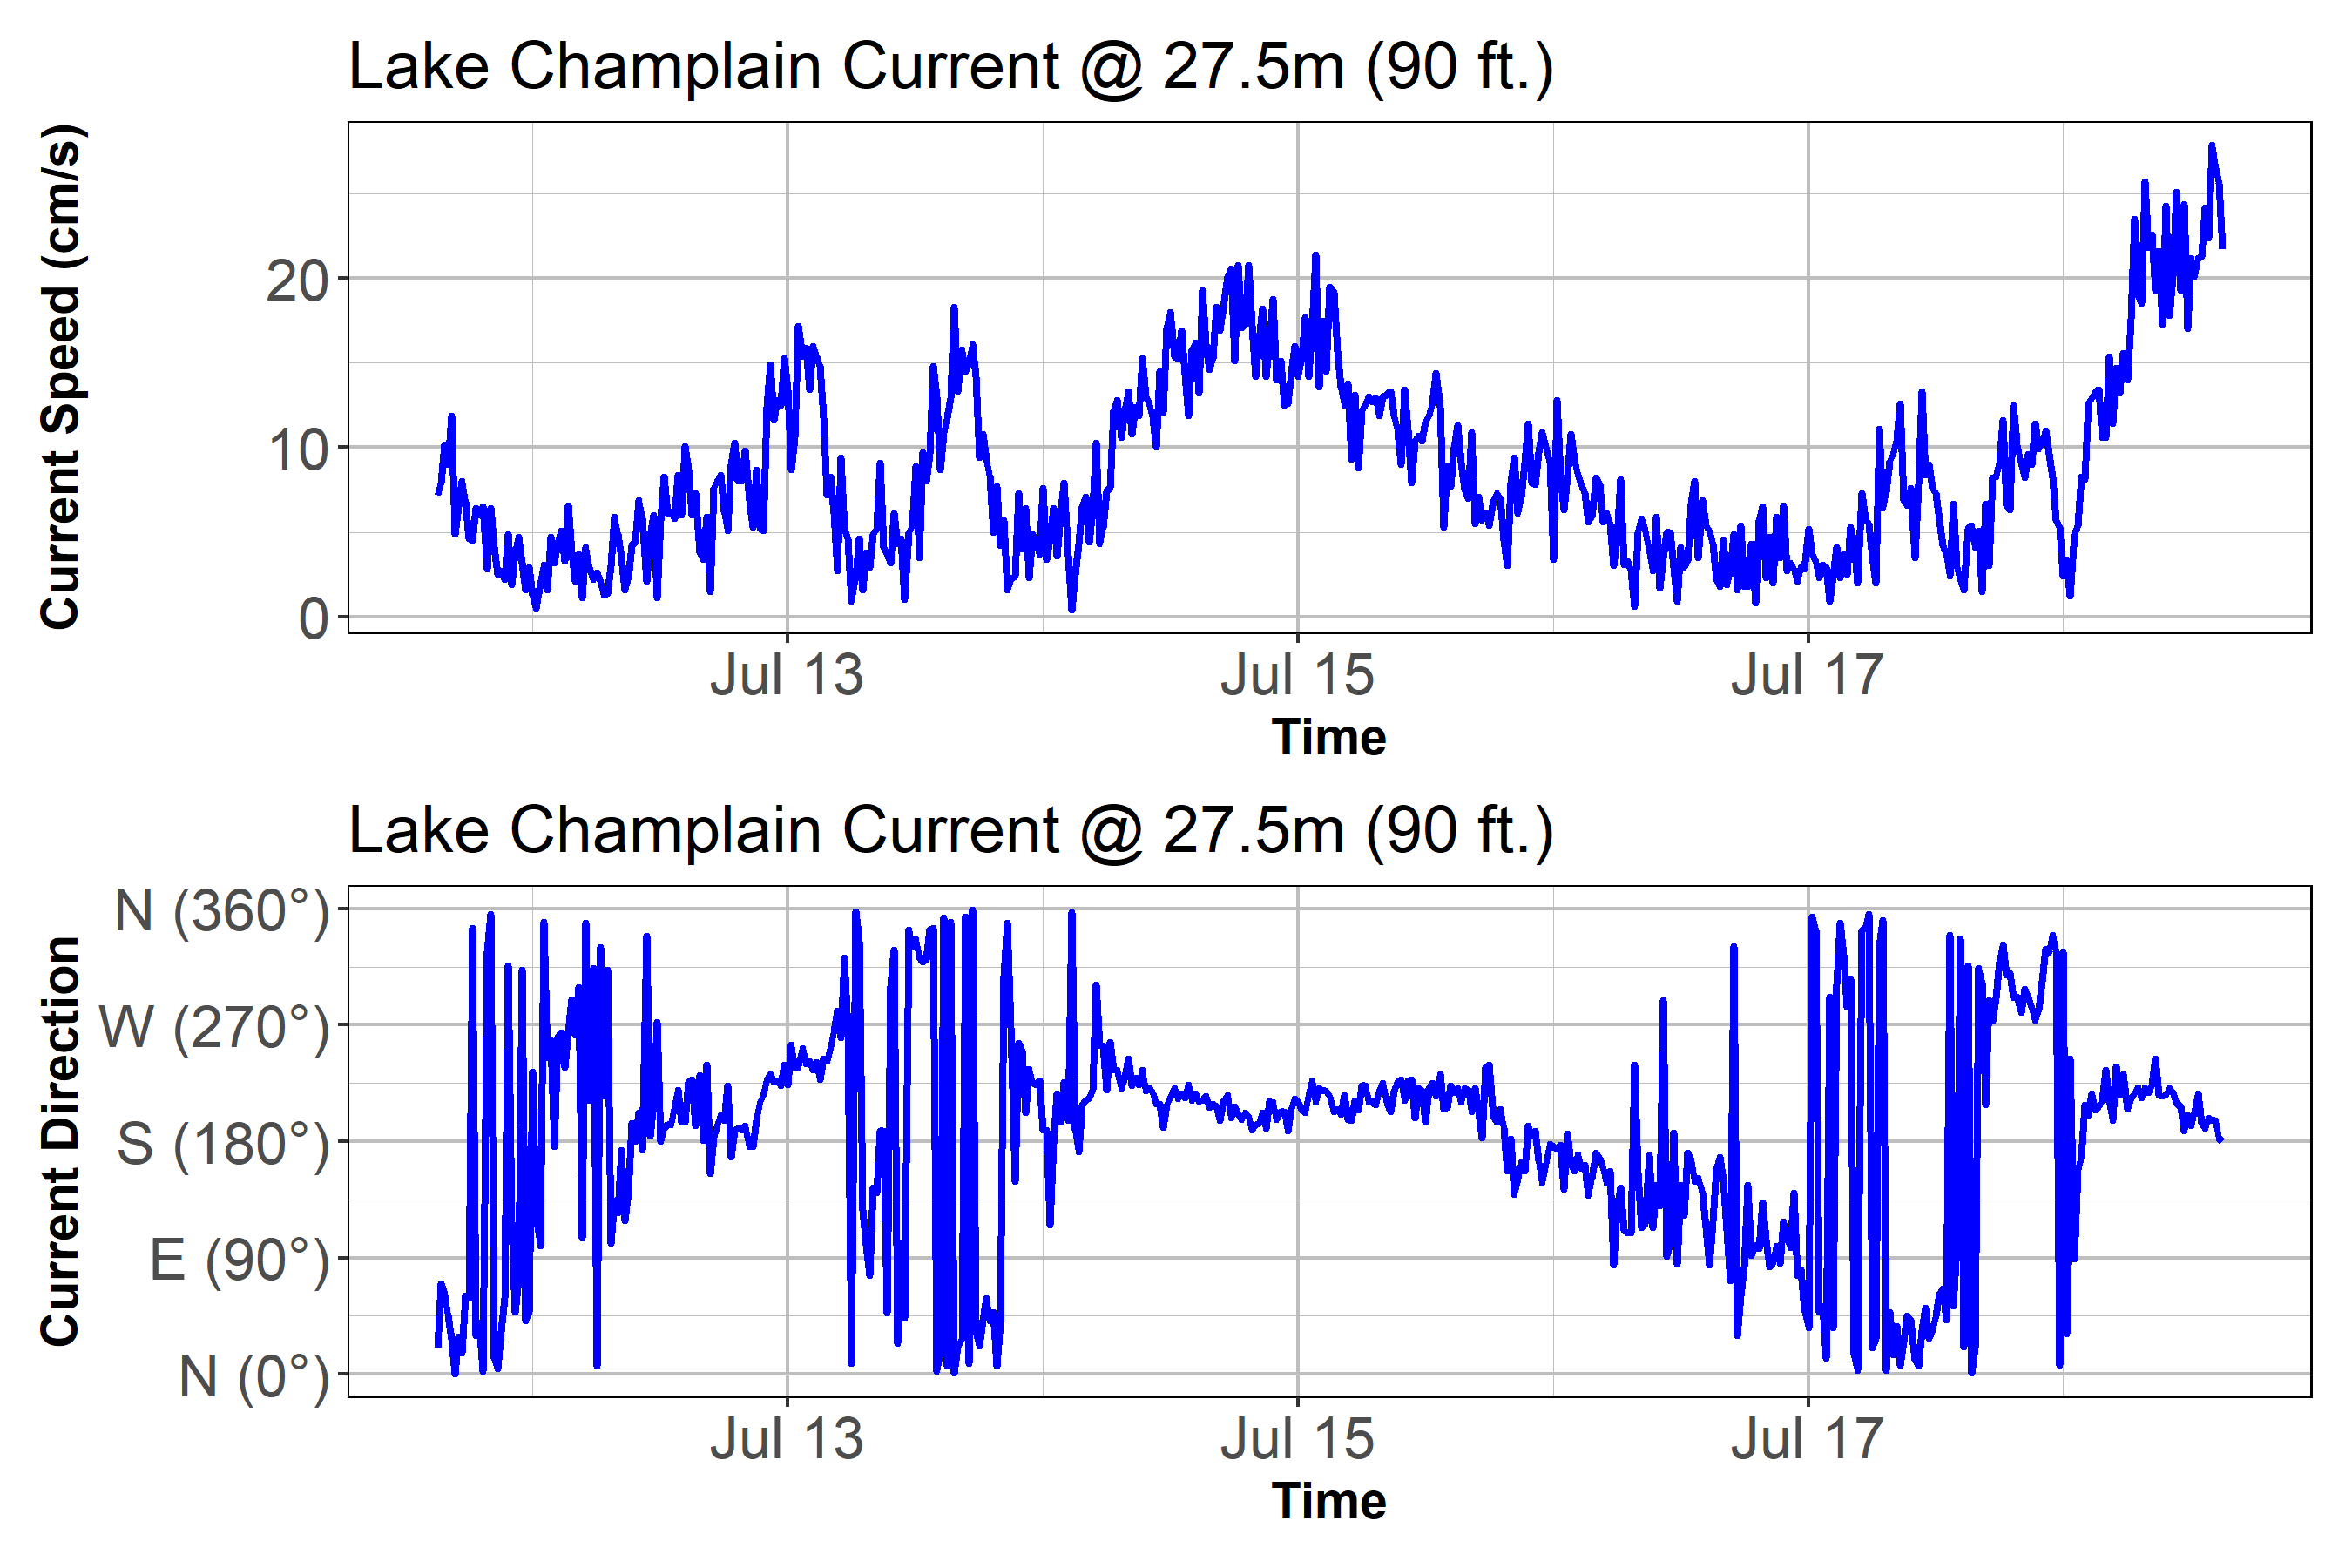 Lake Champlain Current @ 27.5m (90 ft.)
Current Speed (cm/s)
20
10
0
Jul 13 Jul 15 Jul 17
Time
Lake Champlain Current @ 27.5m (90 ft.)
Current Direction
N (360°)
W (270°)
S (180°)
E (90°)
N (0°)
Jul 13 Jul 15 Jul 17
Time